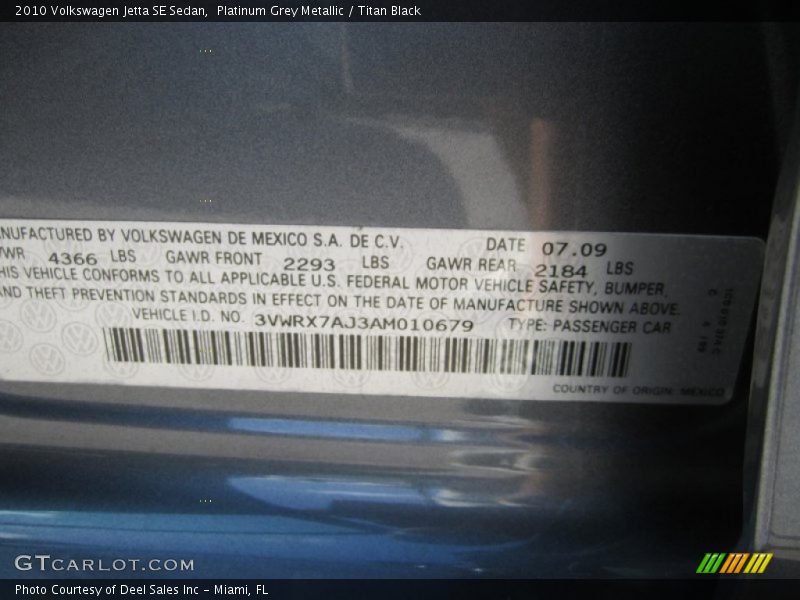 2010 Volkswagen Jetta SE Sedan,  Platinum Grey Metallic / Titan Black
NUFACTURED BY VOLKSWAGEN DE MEXICO S.A. DE C.V. DATE 07.09
WR 4366 LBS GAWR FRONT 2293 LBS GAWR REAR 2184 LBS
HIS VEHICLE CONFORMS TO ALL APPLICABLE U.S. FEDERAL MOTOR VEHICLE SAFETY, BUMPER,
AND THEFT PREVENTION STANDARDS IN EFFECT ON THE DATE OF MANUFACTURE SHOWN ABOVE.
VEHICLE I.D. NO. 3VWRX7AJ3AM010679 TYPE: PASSENGER CAR
COUNTRY OF ORIGIN: MEXICO
GTCARLOT.COM
Photo Courtesy of Deel Sales Inc - Miami, FL